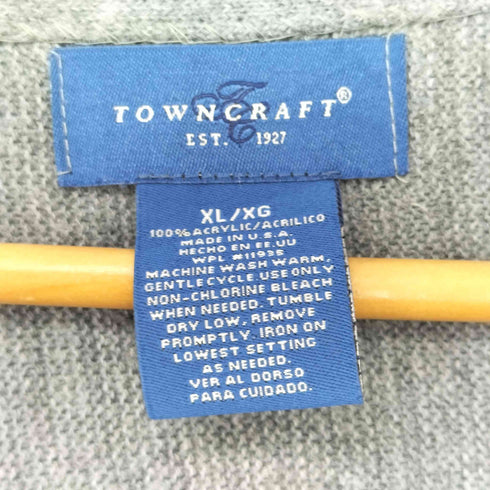 TOWNCRAFT®
EST. 1927
XL/XG
100% ACRYLIC/ACRILICO
MADE IN U.S.A.
HECHO EN EE.UU
WPL #11935
MACHINE WASH WARM,
GENTLE CYCLE USE ONLY
NON-CHLORINE BLEACH
WHEN NEEDED. TUMBLE
DRY LOW. REMOVE
PROMPTLY. IRON ON
LOWEST SETTING
AS NEEDED.
VER AL DORSO
PARA CUIDADO.